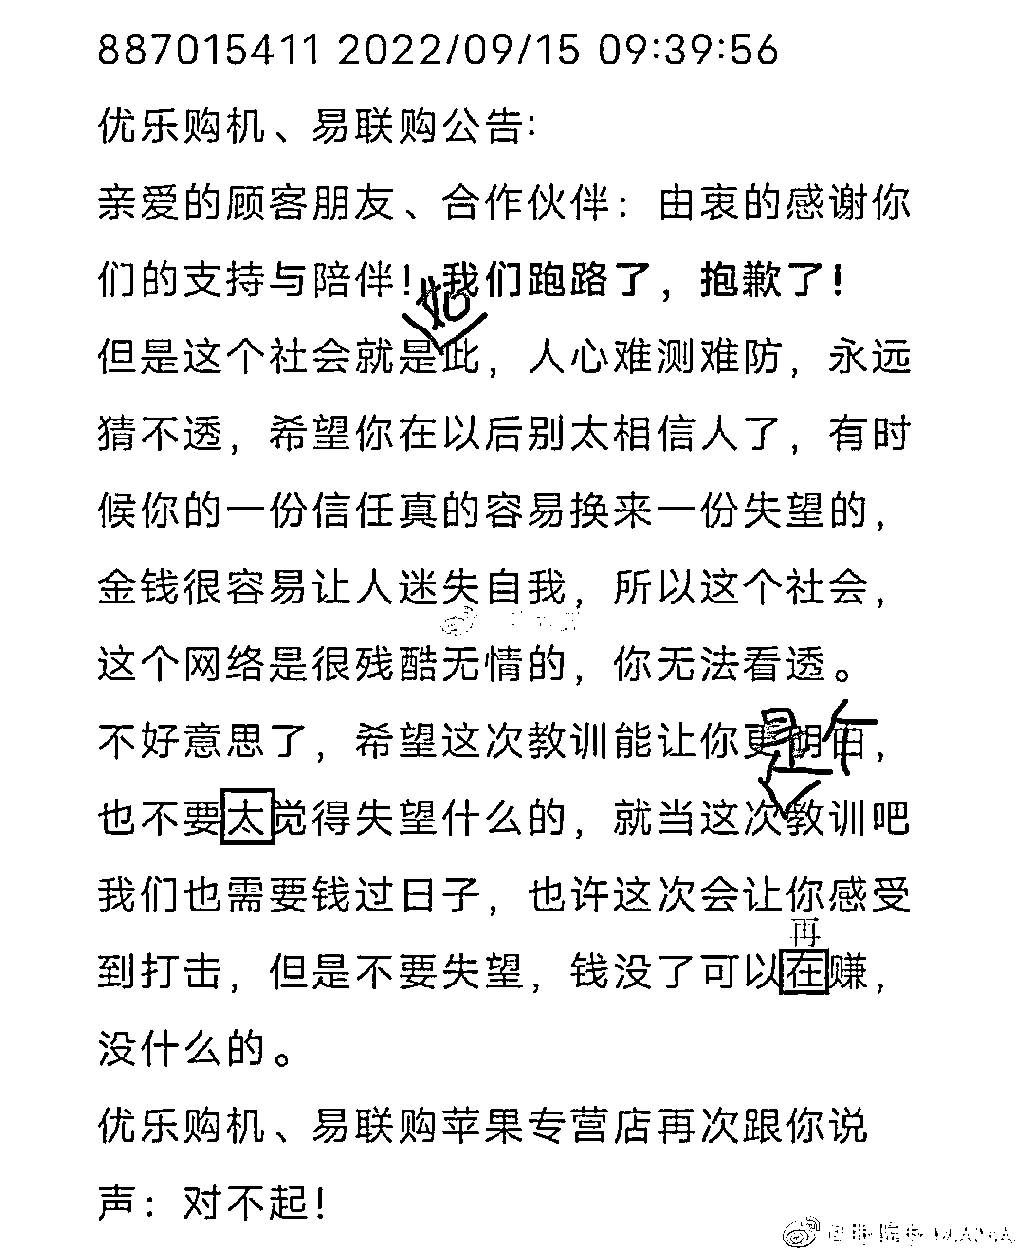 887015411 2022/09/15 09:39:56
优乐购机、易联购公告:
亲爱的顾客朋友、合作伙伴：由衷的感谢你
们的支持与陪伴！我们跑路了，抱歉了！
如
但是这个社会就是此，人心难测难防，永远
猜不透，希望你在以后别太相信人了，有时
候你的一份信任真的容易换来一份失望的，
金钱很容易让人迷失自我，所以这个社会，
这个网络是很残酷无情的，你无法看透。
不好意思了，希望这次教训能让你更明白，
是个
也不要太觉得失望什么的，就当这次教训吧
我们也需要钱过日子，也许这次会让你感受
再
到打击，但是不要失望，钱没了可以在赚，
没什么的。
优乐购机、易联购苹果专营店再次跟你说
声：对不起！